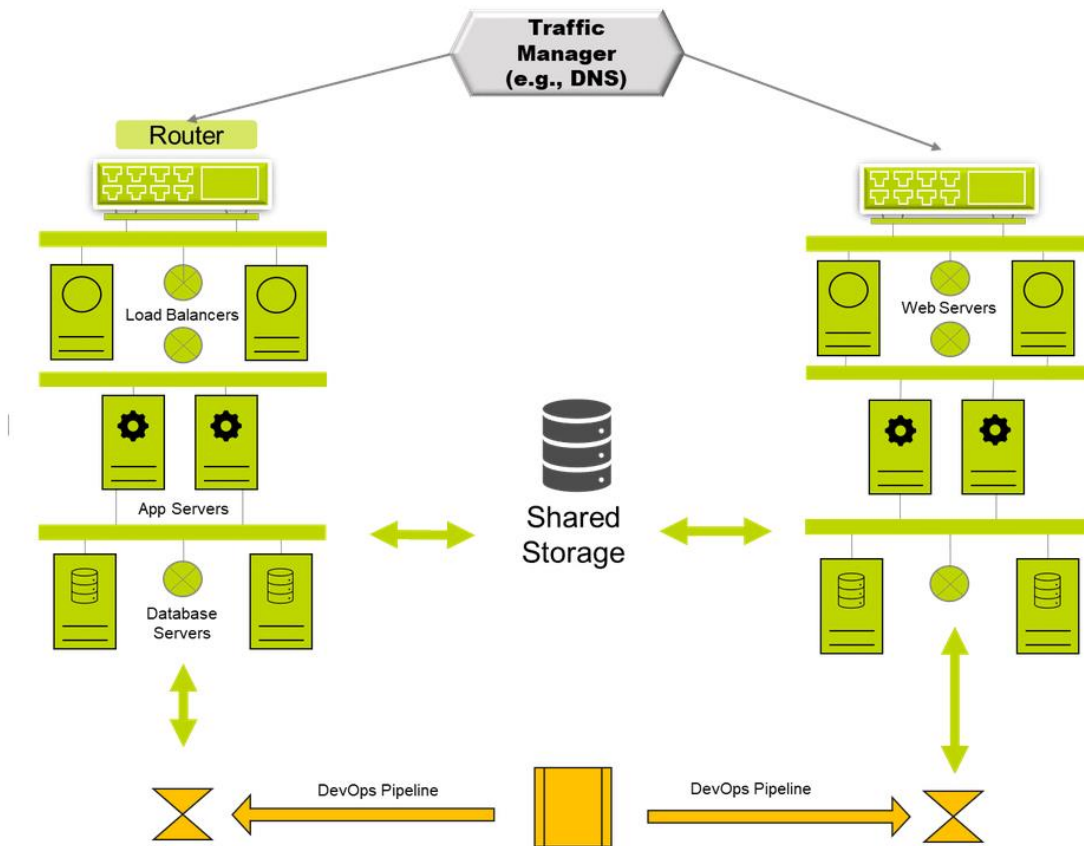 Traffic
Manager
(e.g., DNS)
Router
Load Balancers
Web Servers
App Servers
Shared
Storage
Database
Servers
DevOps Pipeline
DevOps Pipeline